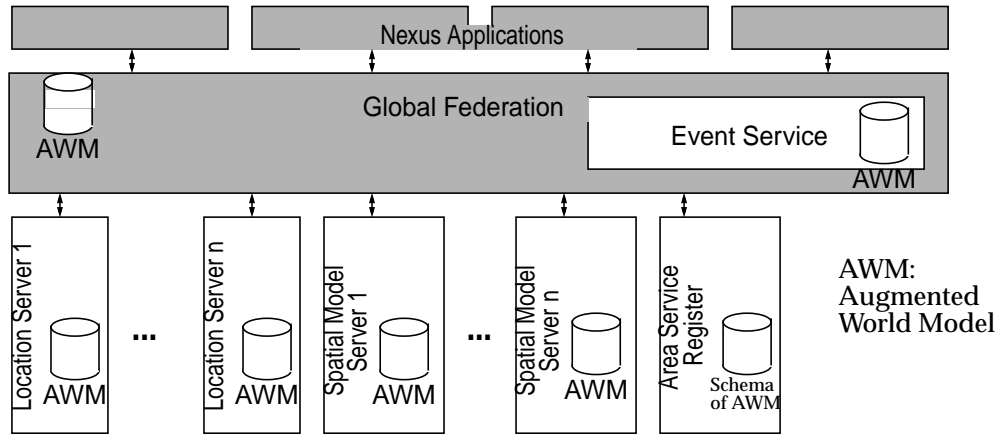 Nexus Applications
Global Federation
AWM
Event Service
AWM
Location Server 1
AWM
...
Location Server n
AWM
Spatial Model
Server 1
AWM
...
Spatial Model
Server n
AWM
Area Service
Register
Schema
of AWM
AWM:
Augmented
World Model